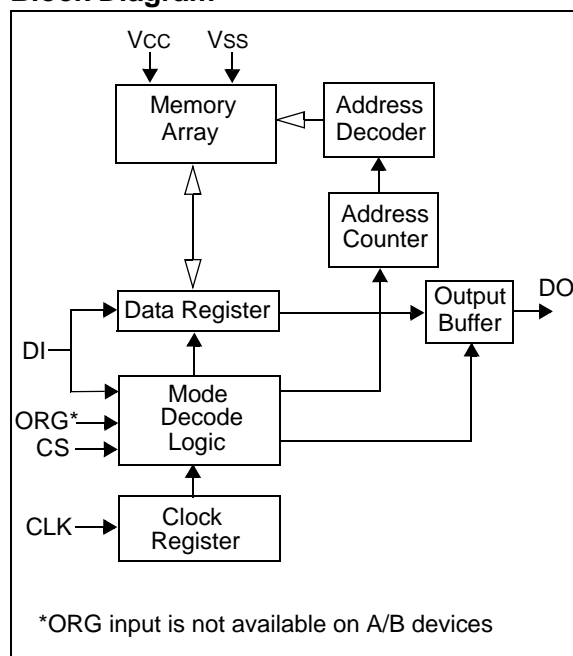 Block Diagram
VCC
VSS
Memory
Array
Address
Decoder
Address
Counter
Data Register
Output
Buffer
DO
DI
Mode
Decode
Logic
ORG*
CS
CLK
Clock
Register
*ORG input is not available on A/B devices